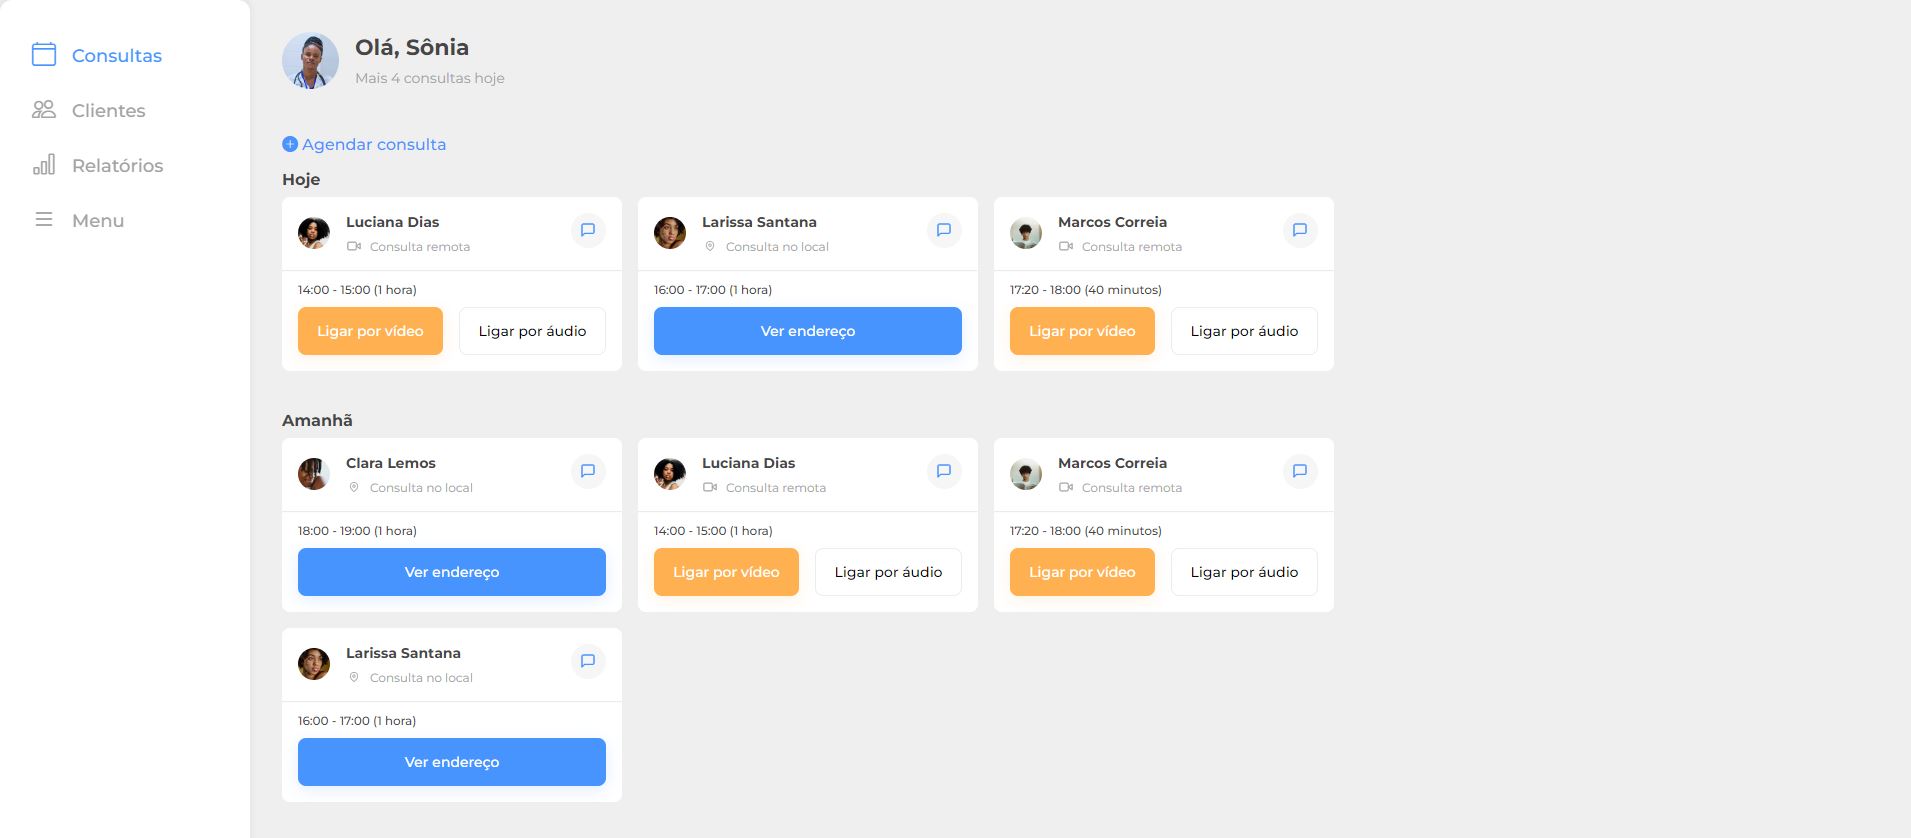 Consultas
Clientes
Relatórios
Menu
Olá, Sônia
Mais 4 consultas hoje
Agendar consulta
Hoje
Luciana Dias
Consulta remota
14:00 - 15:00 (1 hora)
Ligar por vídeo
Ligar por áudio
Larissa Santana
Consulta no local
16:00 - 17:00 (1 hora)
Ver endereço
Marcos Correia
Consulta remota
17:20 - 18:00 (40 minutos)
Ligar por vídeo
Ligar por áudio
Amanhã
Clara Lemos
Consulta no local
18:00 - 19:00 (1 hora)
Ver endereço
Luciana Dias
Consulta remota
14:00 - 15:00 (1 hora)
Ligar por vídeo
Ligar por áudio
Marcos Correia
Consulta remota
17:20 - 18:00 (40 minutos)
Ligar por vídeo
Ligar por áudio
Larissa Santana
Consulta no local
16:00 - 17:00 (1 hora)
Ver endereço